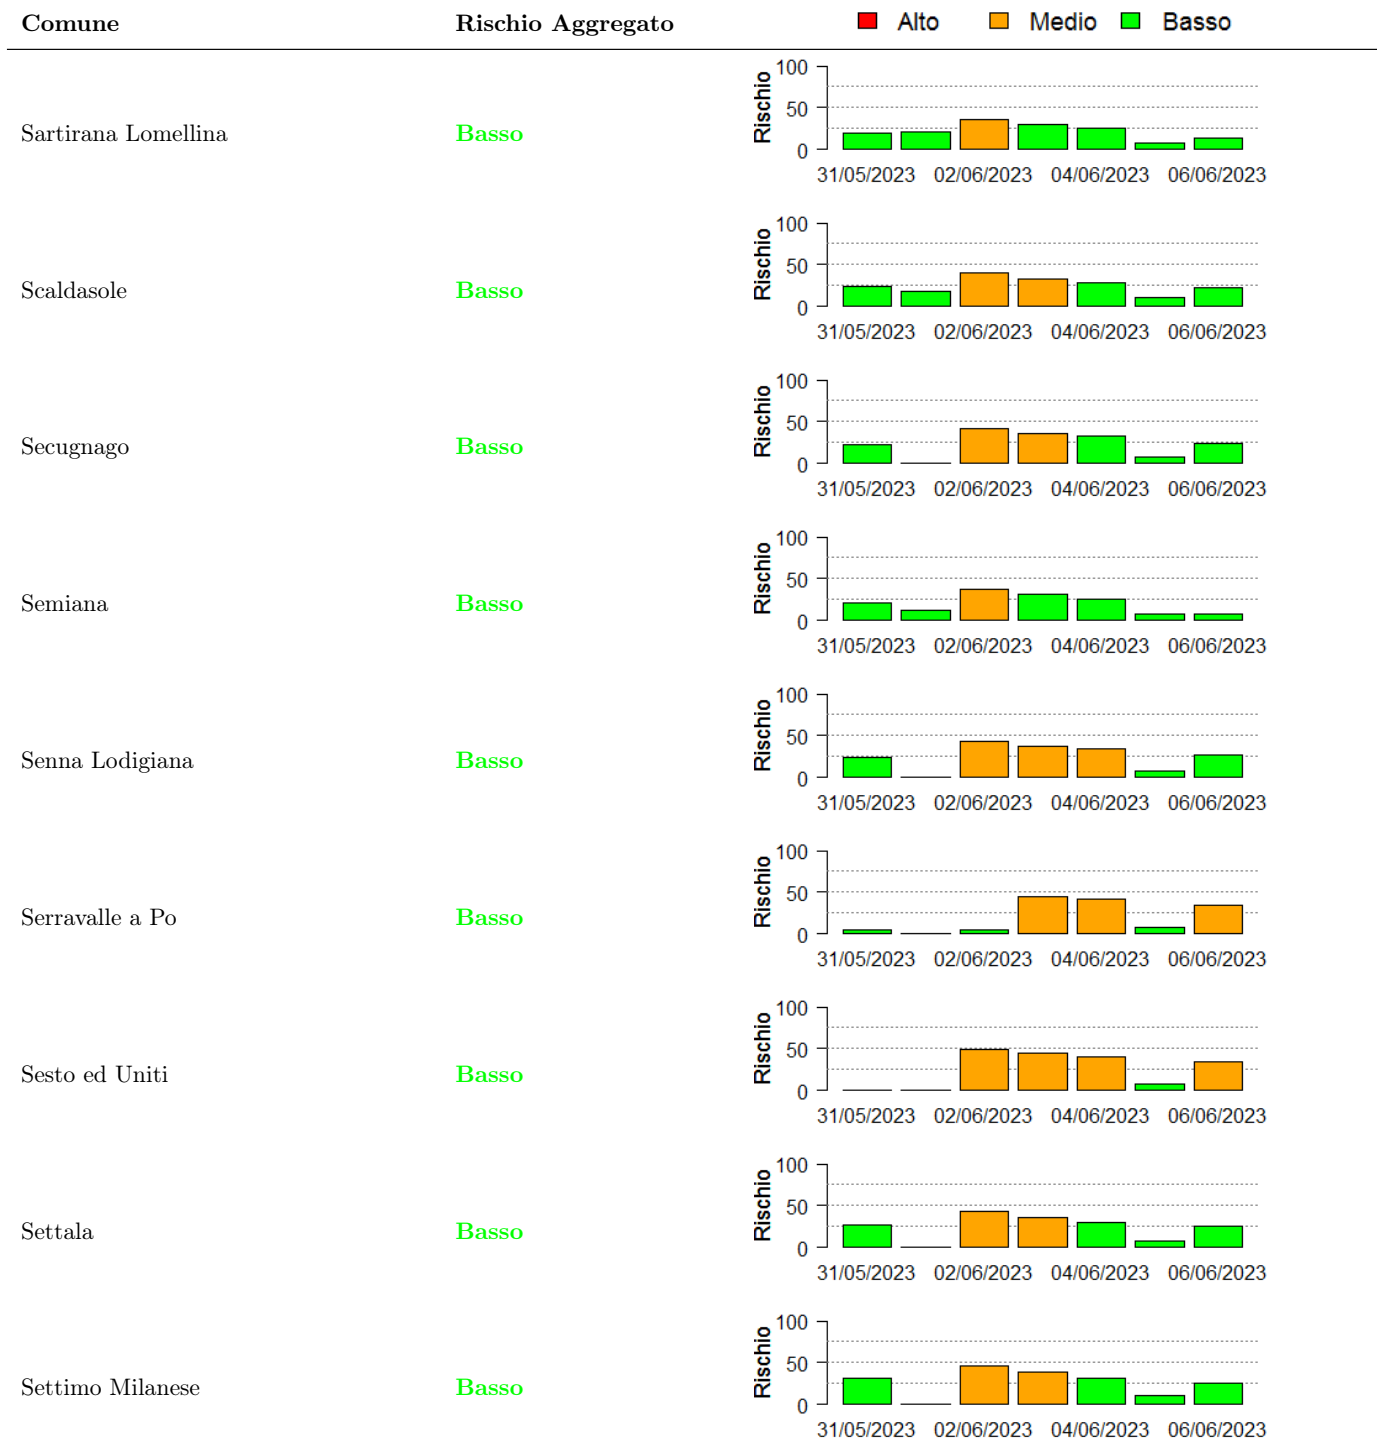 Comune Rischio Aggregato Alto Medio Basso
100
50
0
Rischio
Sartirana Lomellina Basso
31/05/2023 02/06/2023 04/06/2023 06/06/2023
100
50
0
Rischio
Scaldasole Basso
31/05/2023 02/06/2023 04/06/2023 06/06/2023
100
50
0
Rischio
Secugnago Basso
31/05/2023 02/06/2023 04/06/2023 06/06/2023
100
50
0
Rischio
Semiana Basso
31/05/2023 02/06/2023 04/06/2023 06/06/2023
100
50
0
Rischio
Senna Lodigiana Basso
31/05/2023 02/06/2023 04/06/2023 06/06/2023
100
50
0
Rischio
Serravalle a Po Basso
31/05/2023 02/06/2023 04/06/2023 06/06/2023
100
50
0
Rischio
Sesto ed Uniti Basso
31/05/2023 02/06/2023 04/06/2023 06/06/2023
100
50
0
Rischio
Settala Basso
31/05/2023 02/06/2023 04/06/2023 06/06/2023
100
50
0
Rischio
Settimo Milanese Basso
31/05/2023 02/06/2023 04/06/2023 06/06/2023